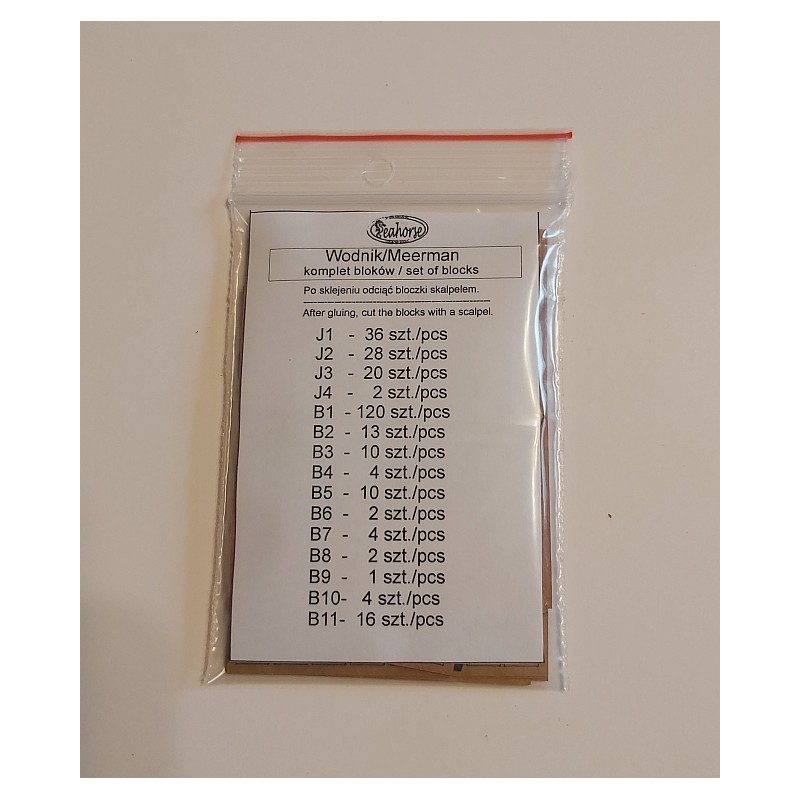 Seahorse
Wodnik/Meerman
komplet bloków / set of blocks
Po sklejeniu odciąć bloczki skalpelem.
After gluing, cut the blocks with a scalpel.
J1 - 36 szt./pcs
J2 - 28 szt./pcs
J3 - 20 szt./pcs
J4 - 2 szt./pcs
B1 - 120 szt./pcs
B2 - 13 szt./pcs
B3 - 10 szt./pcs
B4 - 4 szt./pcs
B5 - 10 szt./pcs
B6 - 2 szt./pcs
B7 - 4 szt./pcs
B8 - 2 szt./pcs
B9 - 1 szt./pcs
B10- 4 szt./pcs
B11- 16 szt./pcs